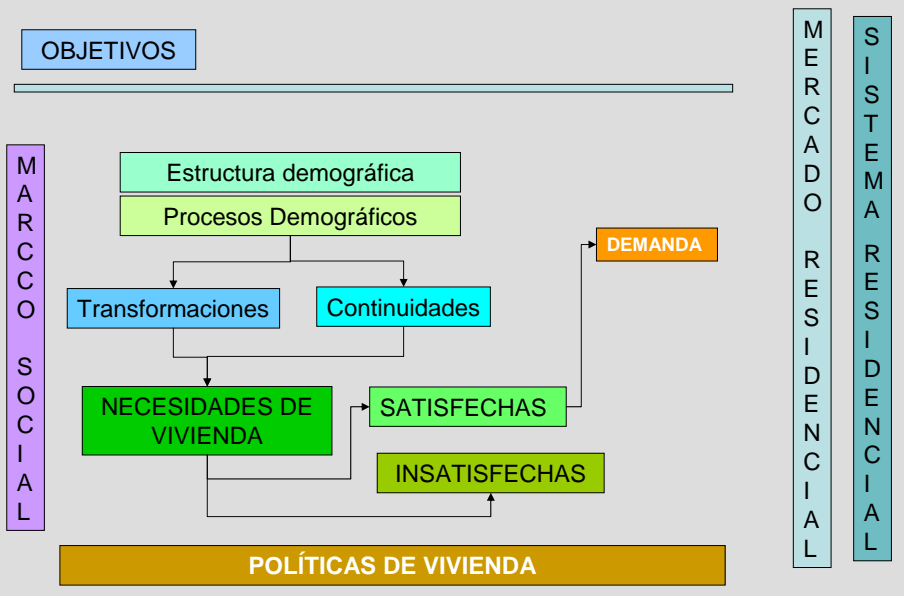 OBJETIVOS
MARCCO SOCIAL
Estructura demográfica
Procesos Demográficos
DEMANDA
Transformaciones
Continuidades
NECESIDADES DE
VIVIENDA
SATISFECHAS
INSATISFECHAS
POLÍTICAS DE VIVIENDA
MERCADO RESIDENCIAL
SISTEMA RESIDENCIAL